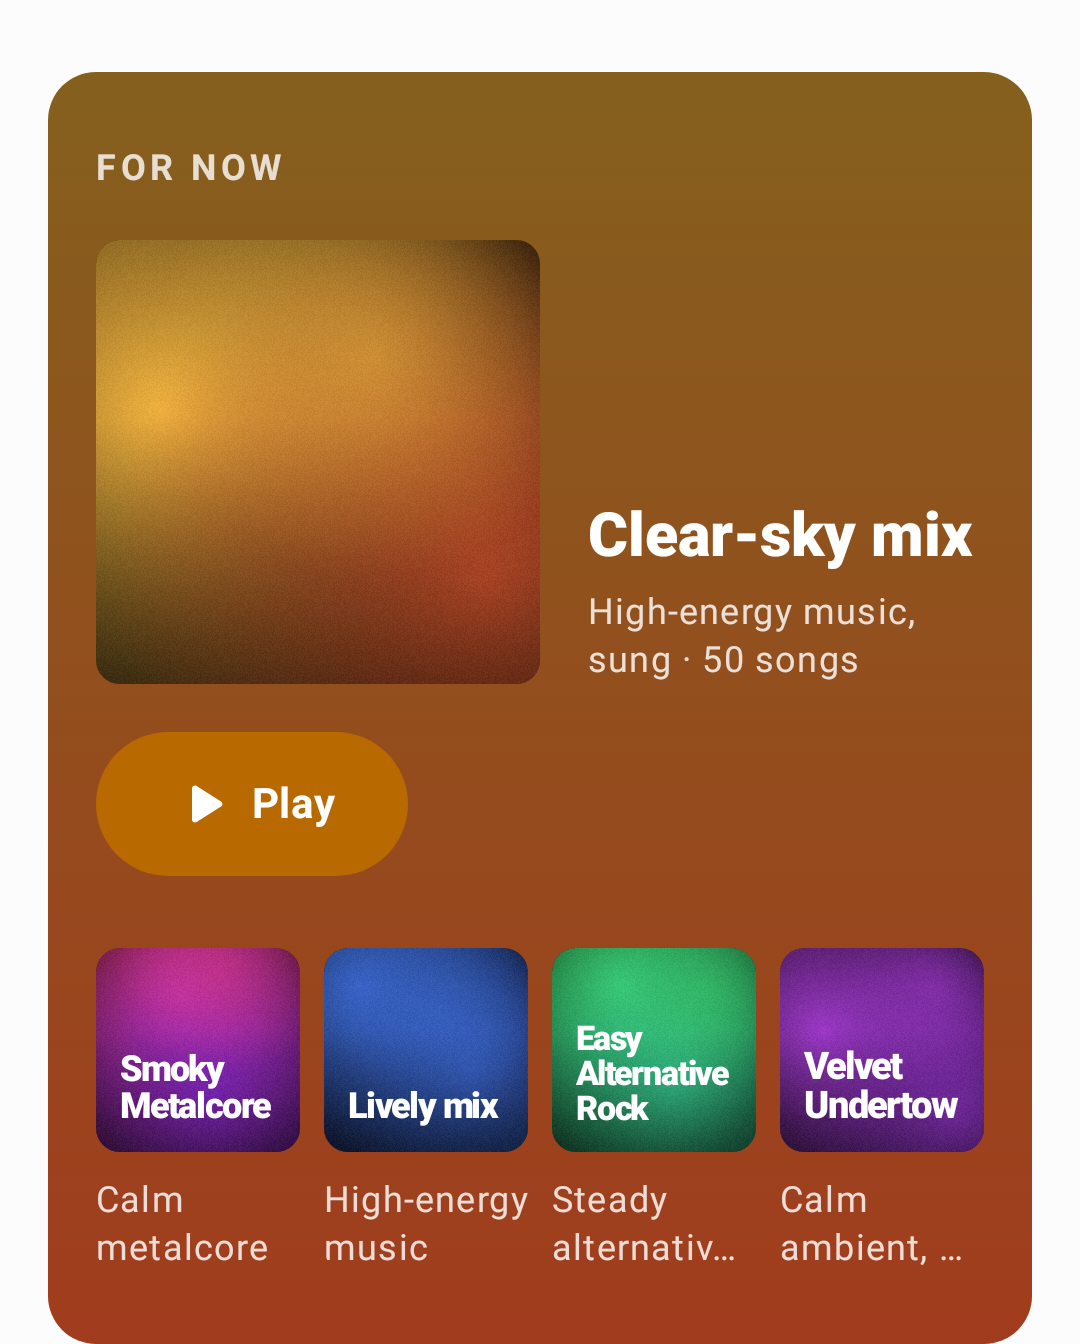 FOR NOW
Clear-sky mix
High-energy music,
sung · 50 songs
Play
Smoky
Metalcore
Lively mix
Easy
Alternative
Rock
Velvet
Undertow
Calm
metalcore
High-energy
music
Steady
alternativ…
Calm
ambient, …